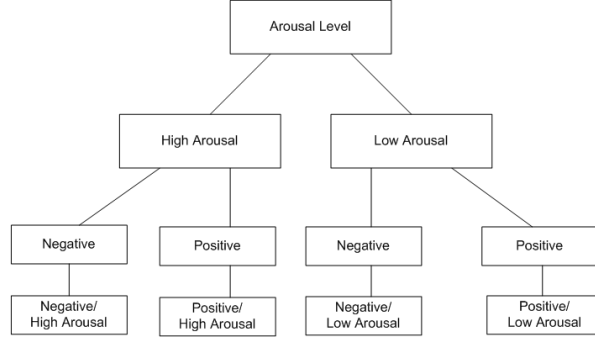 Arousal Level
High Arousal
Low Arousal
Negative
Positive
Negative
Positive
Negative/
High Arousal
Positive/
High Arousal
Negative/
Low Arousal
Positive/
Low Arousal